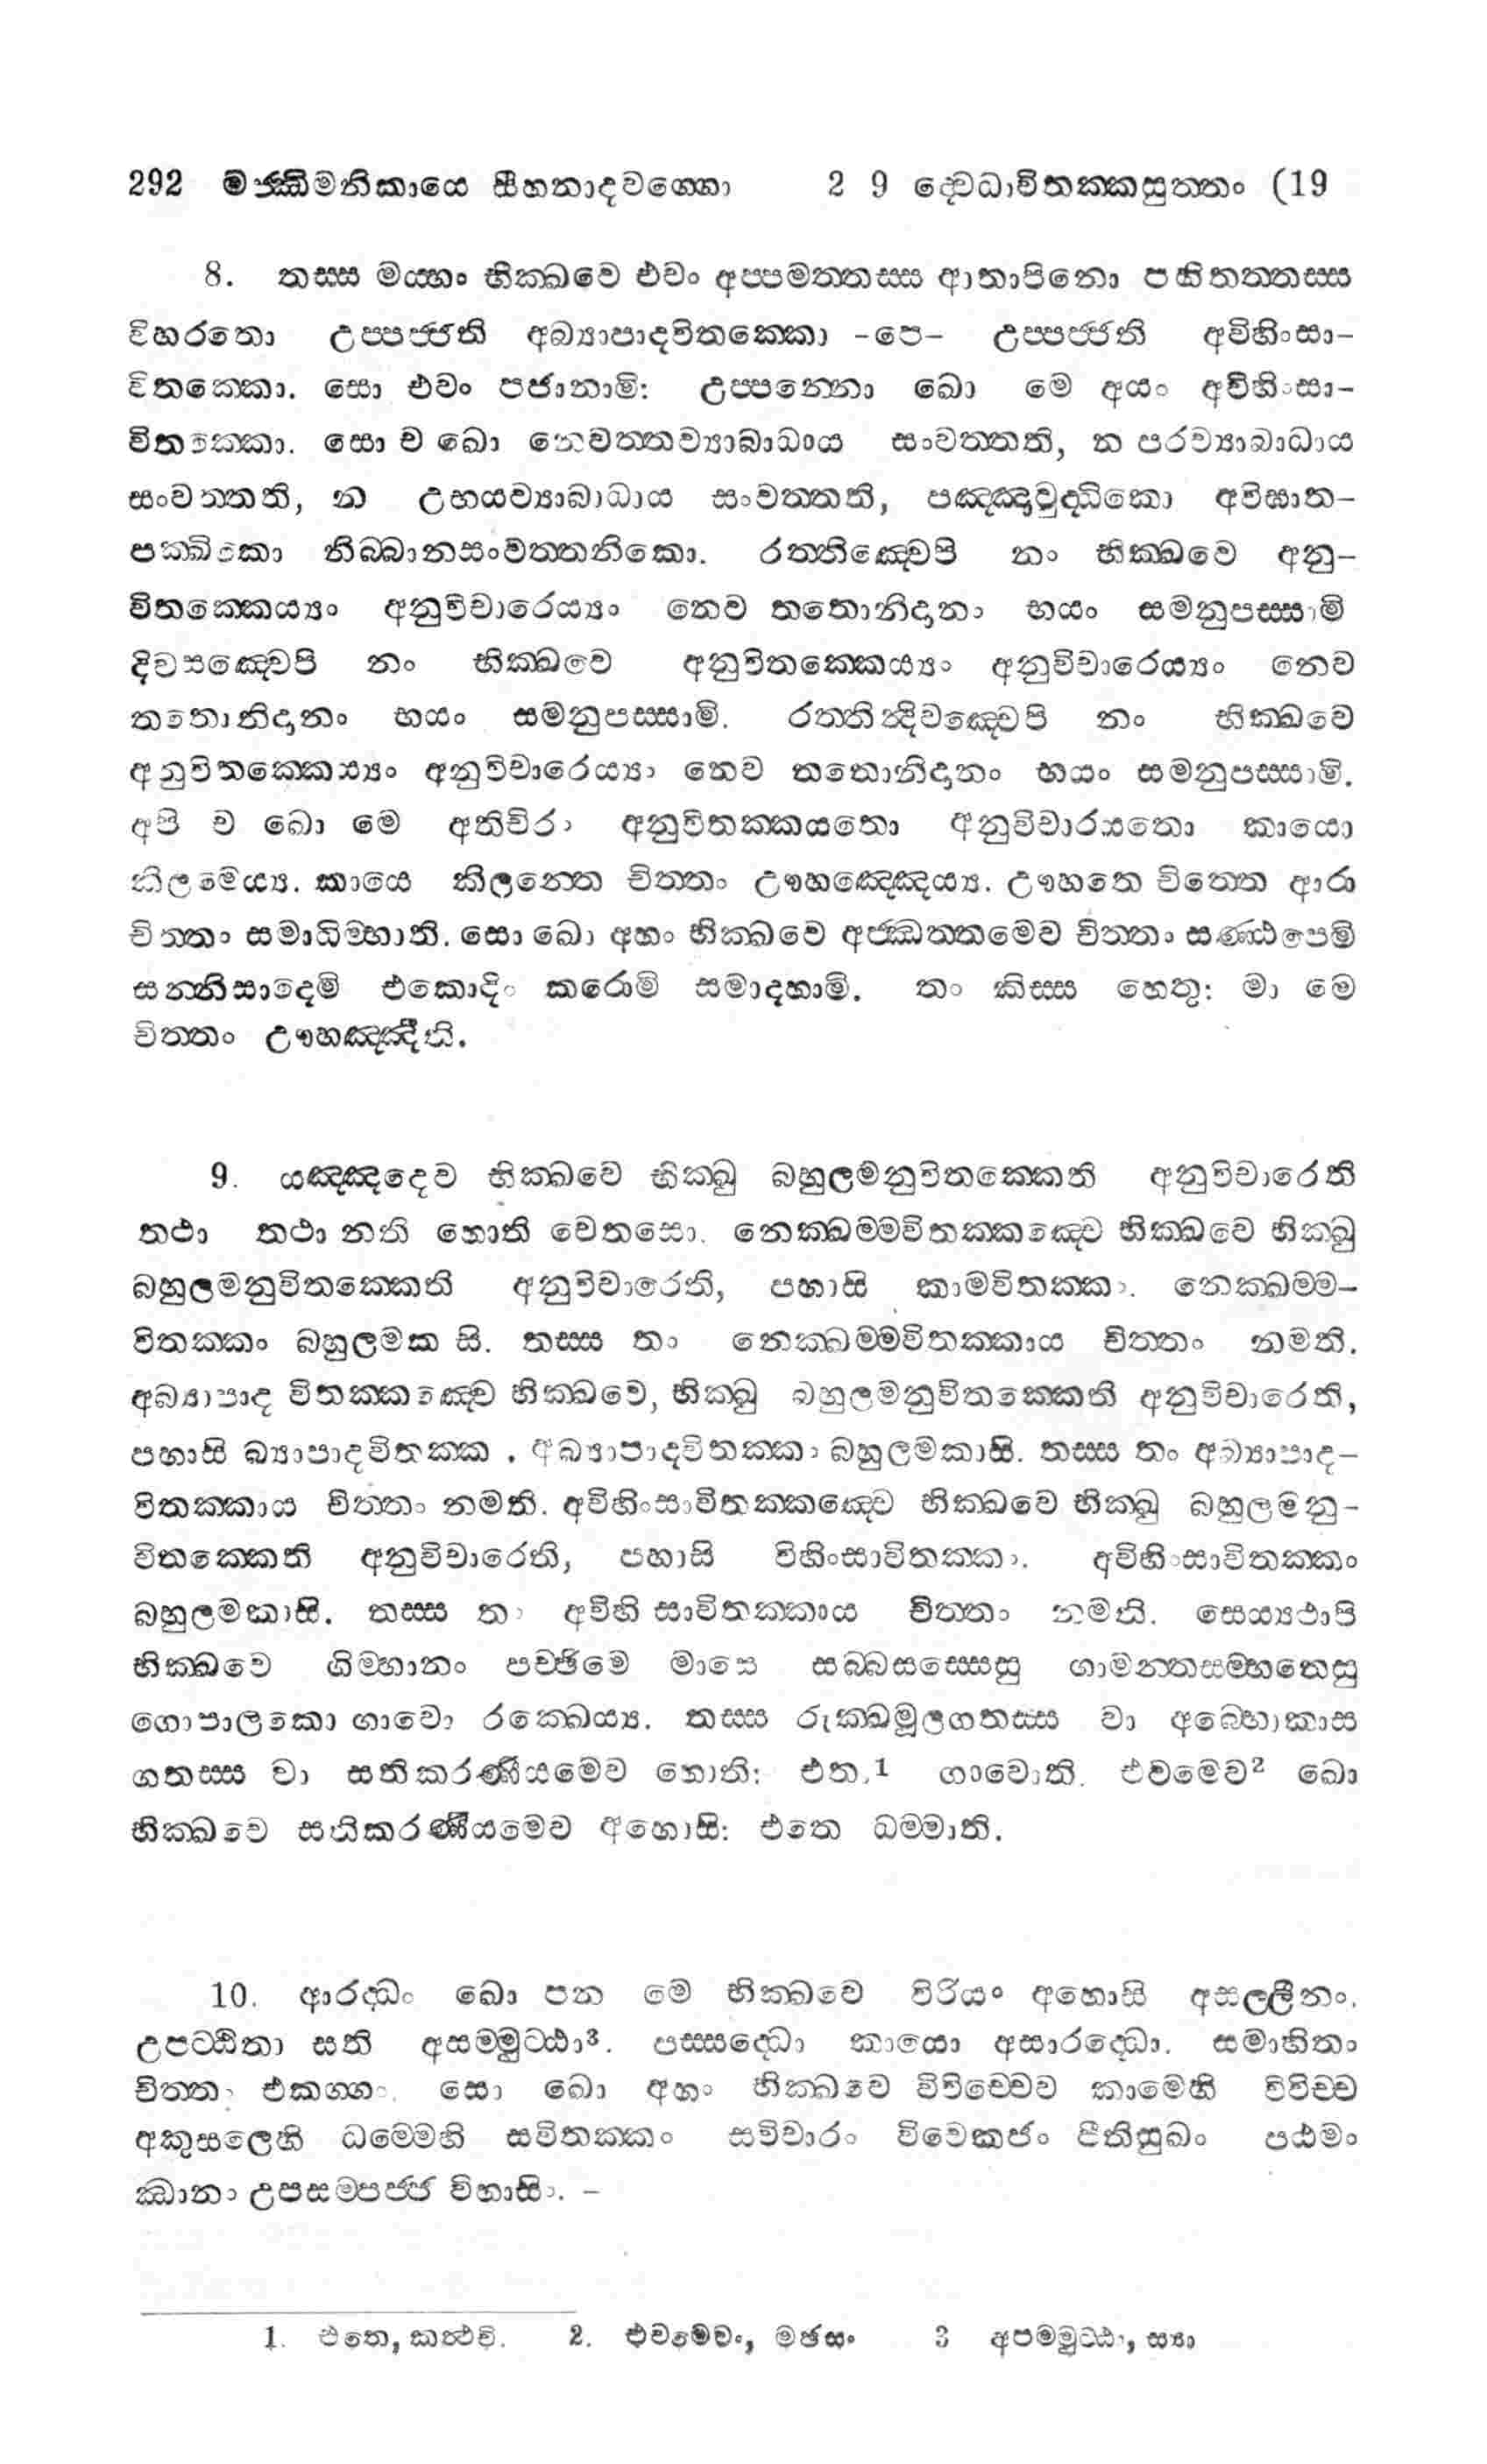 292 මජ්ඣිමනිකායෙ සීහනාදවග්ගො 2 9 ද්වෙධාවිතක්කසුත්තං (19
8. තස්ස මය්හං භික්ඛවෙ එවං අප්පමත්තස්ස ආතාපිනො පහිතත්තස්ස
විහරතො උප්පජ්ජති අබ්යාපාදවිතක්කො -පෙ- උප්පජ්ජති අවිහිංසා-
විතක්කො. සො එවං පජානාමි: උප්පන්නො ඛො මෙ අයං අවිහිංසා-
විතක්කො. සො ච ඛො නෙවත්තව්යාබාධාය සංවත්තති, න පරව්යාබාධාය
සංවත්තති, න උභයව්යාබාධාය සංවත්තති, පඤ්ඤාවුද්ධිකො අවිඝාත-
පක්ඛිකො නිබ්බානසංවත්තනිකො. රත්තිඤ්චෙපි නං භික්ඛවෙ අනු-
විතක්කෙය්යං අනුවිචාරෙය්යං නෙව තතොනිදානං භයං සමනුපස්සාමි
දිවසඤ්චෙපි නං භික්ඛවෙ අනුවිතක්කෙය්යං අනුවිචාරෙය්යං නෙව
තතොනිදානං භයං සමනුපස්සාමි. රත්තින්දිවඤ්චෙපි නං භික්ඛවෙ
අනුවිතක්කෙය්යං අනුවිචාරෙය්යං නෙව තතොනිදානං භයං සමනුපස්සාමි.
අපි ච ඛො මෙ අතිචිරං අනුවිතක්කයතො අනුවිචාරයතො කායො
කිලමෙය්ය. කායෙ කිලන්තෙ චිත්තං ඌහඤ්ඤෙය්ය. ඌහතෙ චිත්තෙ ආරා
චිත්තං සමාධිම්භාති. සො ඛො අහං භික්ඛවෙ අජ්ඣත්තමෙව චිත්තං සණ්ඨපෙමි
සන්නිසාදෙමි එකොදිං කරොමි සමාදහාමි. තං කිස්ස හෙතු: මා මෙ
චිත්තං ඌහඤ්ඤීති.
9. යඤ්ඤදෙව භික්ඛවෙ භික්ඛු බහුලමනුවිතක්කෙති අනුවිචාරෙති
තථා තථා නති හොති චෙතසො. නෙක්ඛම්මවිතක්කඤ්චෙ භික්ඛවෙ භික්ඛු
බහුලමනුවිතක්කෙති අනුවිචාරෙති, පහාසි කාමවිතක්කං. නෙක්ඛම්ම-
විතක්කං බහුලමකාසි. තස්ස තං නෙක්ඛම්මවිතක්කාය චිත්තං නමති.
අබ්යාපාද විතක්කඤ්චෙ භික්ඛවෙ, භික්ඛු බහුලමනුවිතක්කෙති අනුවිචාරෙති,
පහාසි බ්යාපාදවිතක්කං. අබ්යාපාදවිතක්කං බහුලමකාසි. තස්ස තං අබ්යාපාද-
විතක්කාය චිත්තං නමති. අවිහිංසාවිතක්කඤ්චෙ භික්ඛවෙ භික්ඛු බහුලමනු-
විතක්කෙති අනුවිචාරෙති, පහාසි විහිංසාවිතක්කං. අවිහිංසාවිතක්කං
බහුලමකාසි. තස්ස තං අවිහිංසාවිතක්කාය චිත්තං නමති. සෙය්යථාපි
භික්ඛවෙ ගිම්හානං පච්ඡිමෙ මාසෙ සබ්බසස්සෙසු ගාමන්තසම්භතෙසු
ගොපාලකො ගාවො රක්ඛෙය්ය. තස්ස රුක්ඛමූලගතස්ස වා අබ්භොකාස
ගතස්ස වා සතිකරණීයමෙව හොති: එතා¹ ගාවොති. එවමෙව² ඛො
භික්ඛවෙ සතිකරණීයමෙව අහොසි: එතෙ ධම්මාති.
10. ආරද්ධං ඛො පන මෙ භික්ඛවෙ විරියං අහොසි අසල්ලීනං.
උපට්ඨිතා සති අසම්මුට්ඨා³. පස්සද්ධො කායො අසාරද්ධො. සමාහිතං
චිත්තං එකග්ගං. සො ඛො අහං භික්ඛවෙ විවිච්චෙව කාමෙහි විවිච්ච
අකුසලෙහි ධම්මෙහි සවිතක්කං සවිචාරං විවෙකජං පීතිසුඛං පඨමං
ඣානං උපසම්පජ්ජ විහාසිං. –
1. එතෙ, කත්ථචි. 2. එවමෙවං, මඡසං 3 අපම්මුට්ඨා, ස්යා